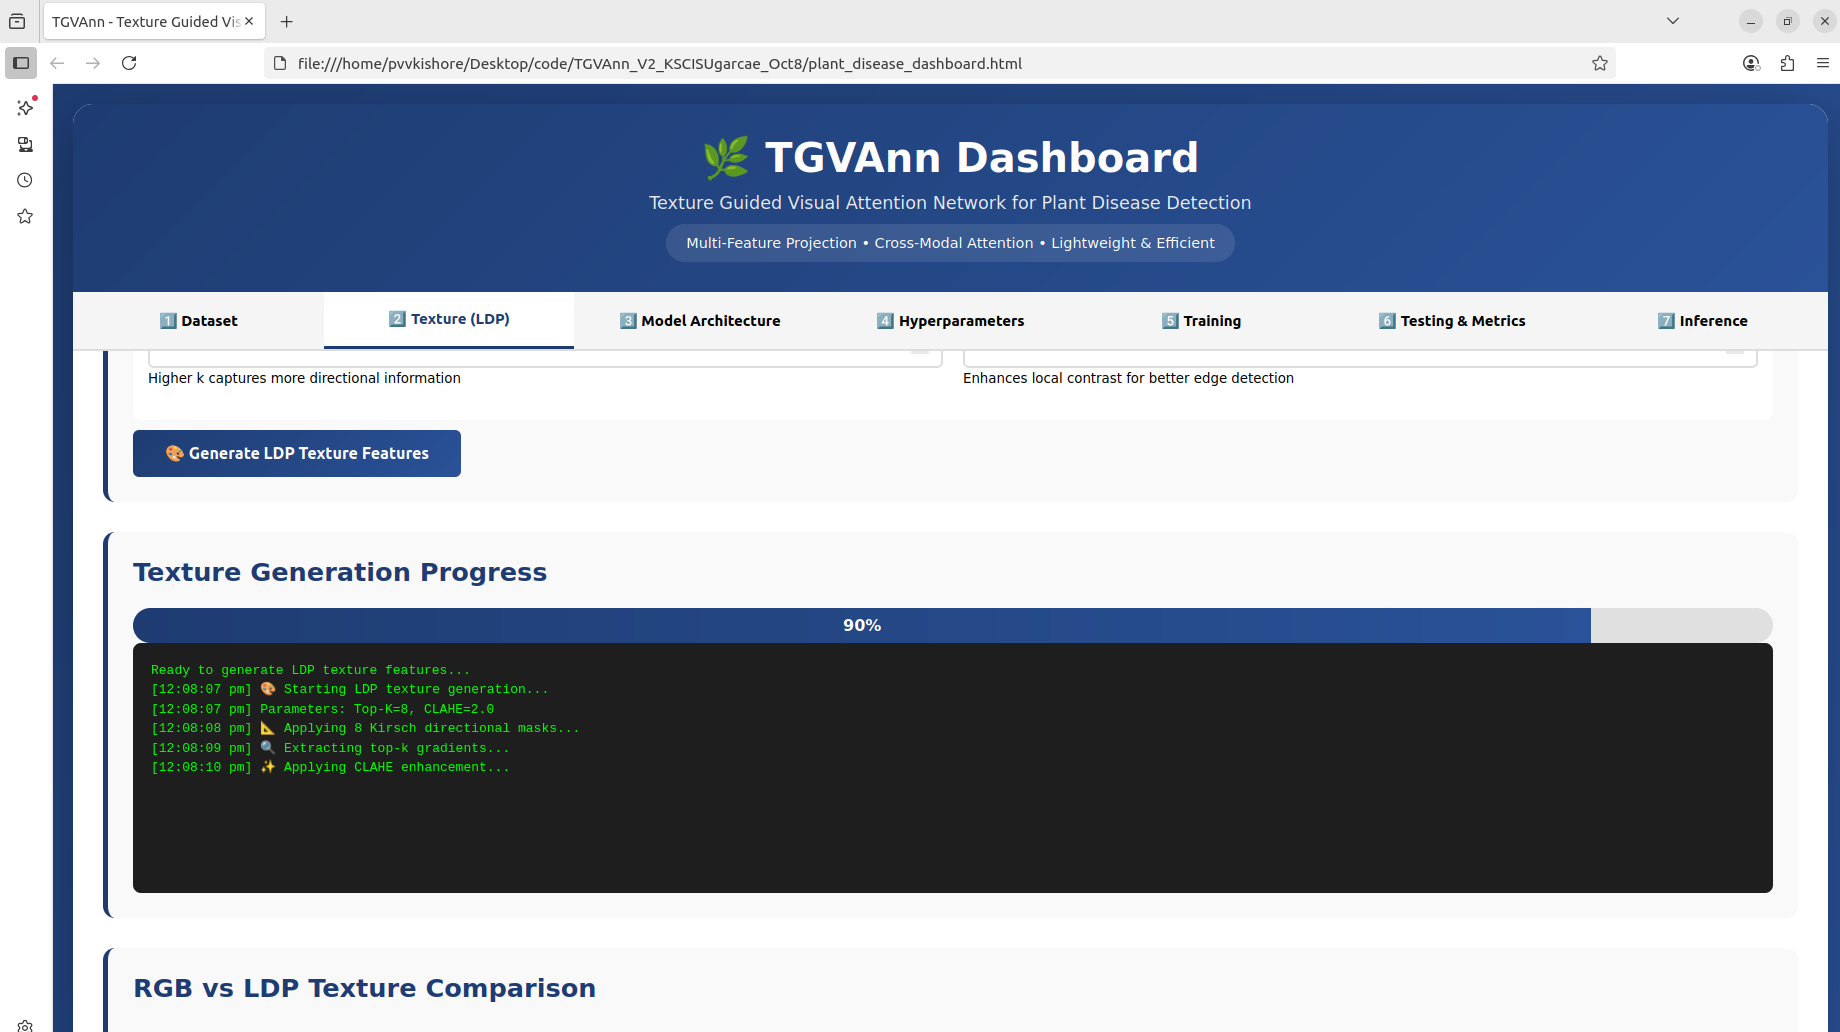 TGVAnn - Texture Guided Vis
file:///home/pvvkishore/Desktop/code/TGVAnn_V2_KSCISUgarcae_Oct8/plant_disease_dashboard.html
🌿 TGVAnn Dashboard
Texture Guided Visual Attention Network for Plant Disease Detection
Multi-Feature Projection • Cross-Modal Attention • Lightweight & Efficient
1️⃣ Dataset
2️⃣ Texture (LDP)
3️⃣ Model Architecture
4️⃣ Hyperparameters
5️⃣ Training
6️⃣ Testing & Metrics
7️⃣ Inference
Higher k captures more directional information
Enhances local contrast for better edge detection
🎨 Generate LDP Texture Features
Texture Generation Progress
90%
Ready to generate LDP texture features...
[12:08:07 pm] 🎨 Starting LDP texture generation...
[12:08:07 pm] Parameters: Top-K=8, CLAHE=2.0
[12:08:08 pm] 📐 Applying 8 Kirsch directional masks...
[12:08:09 pm] 🔍 Extracting top-k gradients...
[12:08:10 pm] ✨ Applying CLAHE enhancement...
RGB vs LDP Texture Comparison